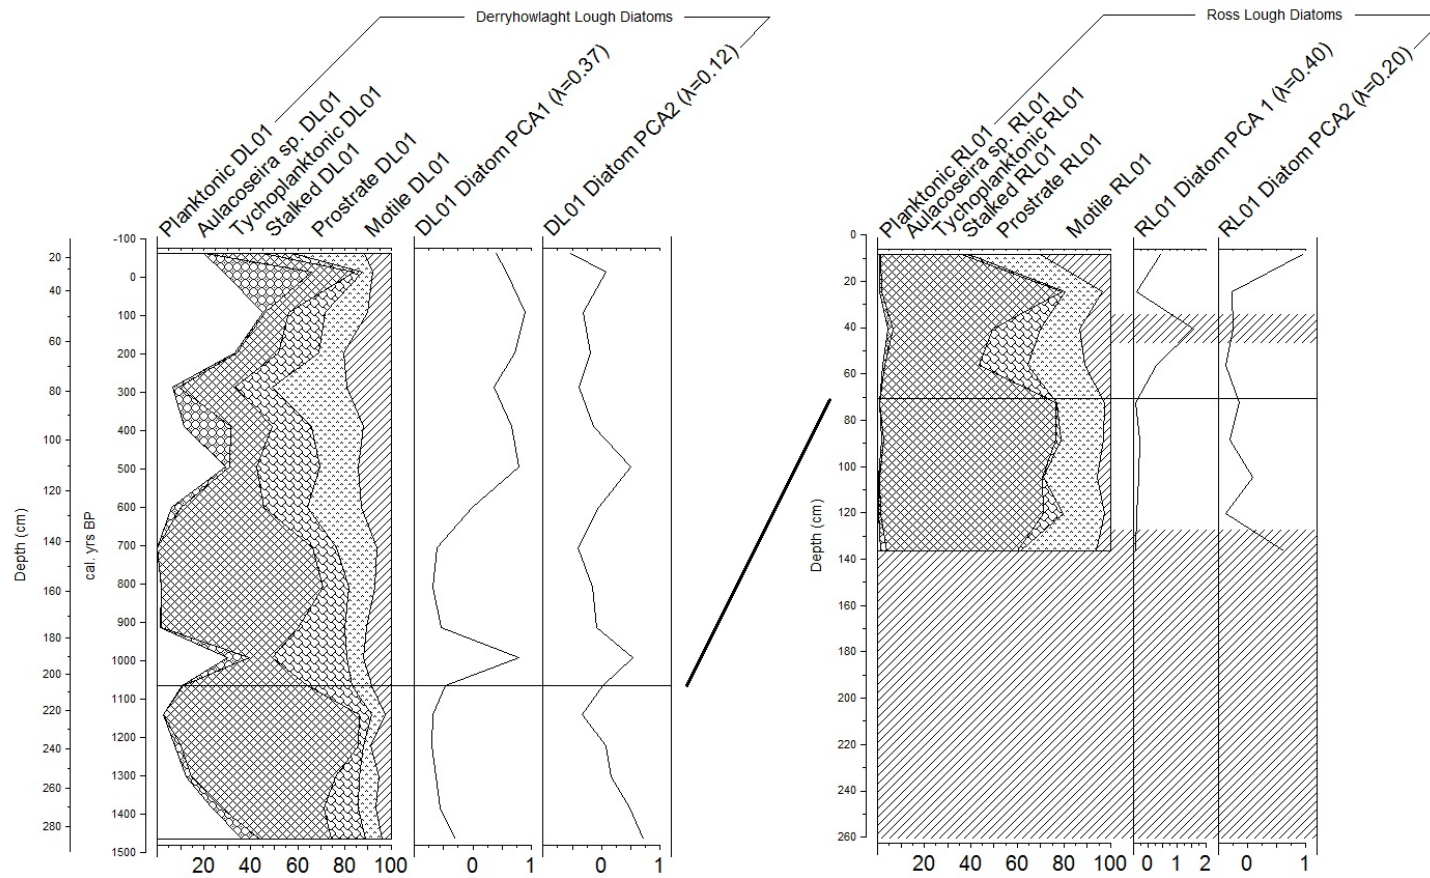 Derryhowlaght Lough Diatoms
Planktonic DL01
Aulacoseira sp. DL01
Tychoplanktonic DL01
Stalked DL01
Prostrate DL01
Motile DL01
DL01 Diatom PCA1 (λ=0.37)
DL01 Diatom PCA2 (λ=0.12)
Depth (cm)
20
40
60
80
100
120
140
160
180
200
220
240
260
280
cal. yrs BP
-100
0
100
200
300
400
500
600
700
800
900
1000
1100
1200
1300
1400
1500
20 40 60 80 100
0 1
0 1
Ross Lough Diatoms
Planktonic RL01
Aulacoseira sp. RL01
Tychoplanktonic RL01
Stalked RL01
Prostrate RL01
Motile RL01
RL01 Diatom PCA 1 (λ=0.40)
RL01 Diatom PCA2 (λ=0.20)
Depth (cm)
0
20
40
60
80
100
120
140
160
180
200
220
240
260
20 40 60 80 100
0 1 2
0 1